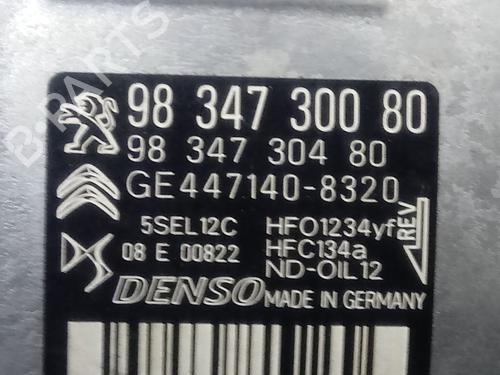 98 347 300 80
98 347 304 80
GE447140-8320
5SEL12C HFO1234yf
08 E 00822 HFC134a
ND-OIL12
REV
DENSO MADE IN GERMANY
B-PARTS